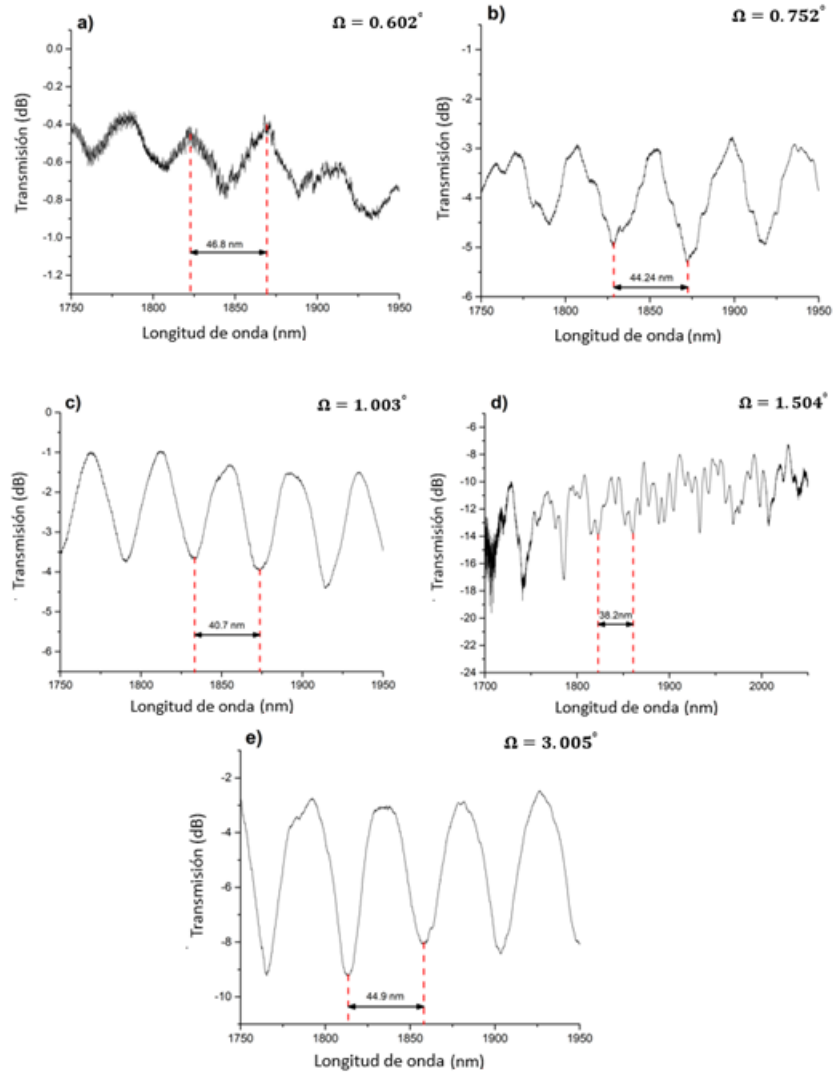 a)
Ω = 0.602°
Transmisión (dB)
0.0
-0.2
-0.4
-0.6
-0.8
-1.0
-1.2
46.8 nm
1750 1800 1850 1900 1950
Longitud de onda (nm)
b)
Ω = 0.752°
Transmisión (dB)
-1
-2
-3
-4
-5
-6
44.24 nm
1750 1800 1850 1900 1950
Longitud de onda (nm)
c)
Ω = 1.003°
Transmisión (dB)
0
-1
-2
-3
-4
-5
-6
40.7 nm
1750 1800 1850 1900 1950
Longitud de onda (nm)
d)
Ω = 1.504°
Transmisión (dB)
-6
-8
-10
-12
-14
-16
-18
-20
-22
-24
38.2nm
1700 1800 1900 2000
Longitud de onda (nm)
e)
Ω = 3.005°
Transmisión (dB)
-2
-4
-6
-8
-10
44.9 nm
1750 1800 1850 1900 1950
Longitud de onda (nm)